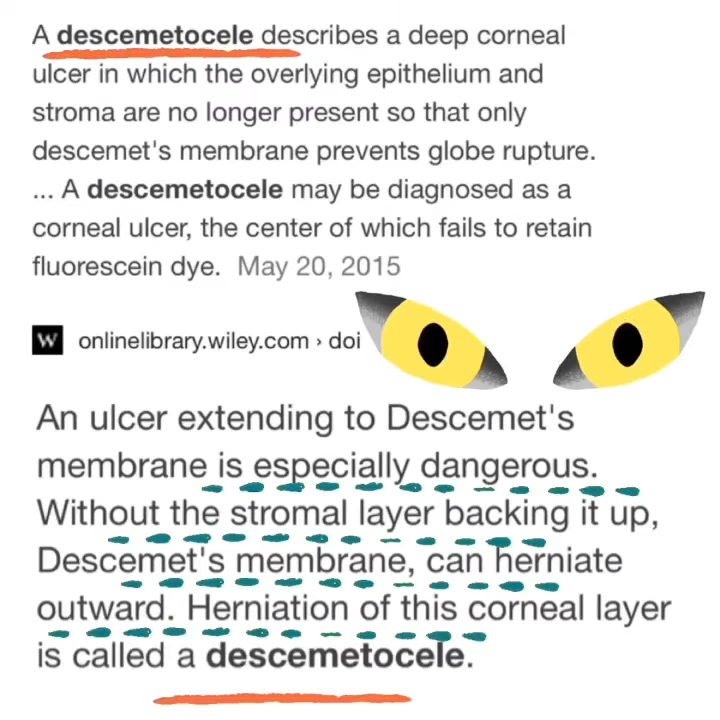 A descemetocele describes a deep corneal
ulcer in which the overlying epithelium and
stroma are no longer present so that only
descemet's membrane prevents globe rupture.
... A descemetocele may be diagnosed as a
corneal ulcer, the center of which fails to retain
fluorescein dye. May 20, 2015
W onlinelibrary.wiley.com › doi
An ulcer extending to Descemet's
membrane is especially dangerous.
Without the stromal layer backing it up,
Descemet's membrane, can herniate
outward. Herniation of this corneal layer
is called a descemetocele.